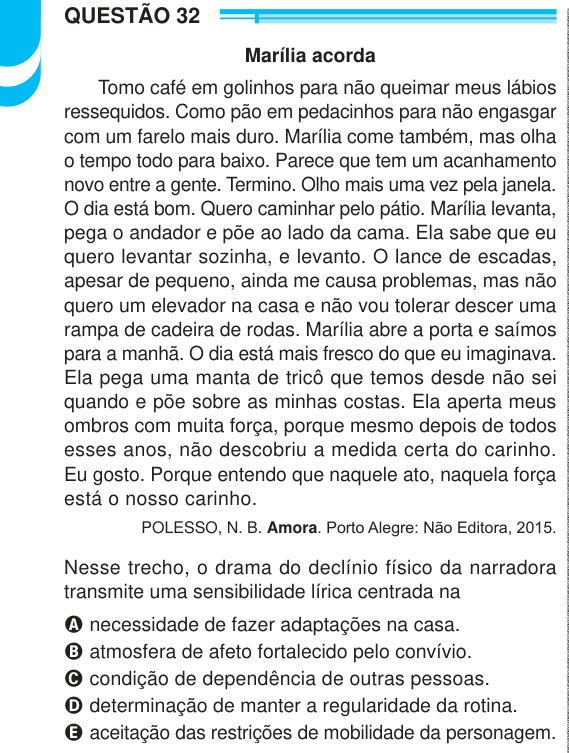 QUESTÃO 32
Marília acorda
Tomo café em golinhos para não queimar meus lábios
ressequidos. Como pão em pedacinhos para não engasgar
com um farelo mais duro. Marília come também, mas olha
o tempo todo para baixo. Parece que tem um acanhamento
novo entre a gente. Termino. Olho mais uma vez pela janela.
O dia está bom. Quero caminhar pelo pátio. Marília levanta,
pega o andador e põe ao lado da cama. Ela sabe que eu
quero levantar sozinha, e levanto. O lance de escadas,
apesar de pequeno, ainda me causa problemas, mas não
quero um elevador na casa e não vou tolerar descer uma
rampa de cadeira de rodas. Marília abre a porta e saímos
para a manhã. O dia está mais fresco do que eu imaginava.
Ela pega uma manta de tricô que temos desde não sei
quando e põe sobre as minhas costas. Ela aperta meus
ombros com muita força, porque mesmo depois de todos
esses anos, não descobriu a medida certa do carinho.
Eu gosto. Porque entendo que naquele ato, naquela força
está o nosso carinho.
POLESSO, N. B. Amora. Porto Alegre: Não Editora, 2015.
Nesse trecho, o drama do declínio físico da narradora
transmite uma sensibilidade lírica centrada na
A necessidade de fazer adaptações na casa.
B atmosfera de afeto fortalecido pelo convívio.
C condição de dependência de outras pessoas.
D determinação de manter a regularidade da rotina.
E aceitação das restrições de mobilidade da personagem.